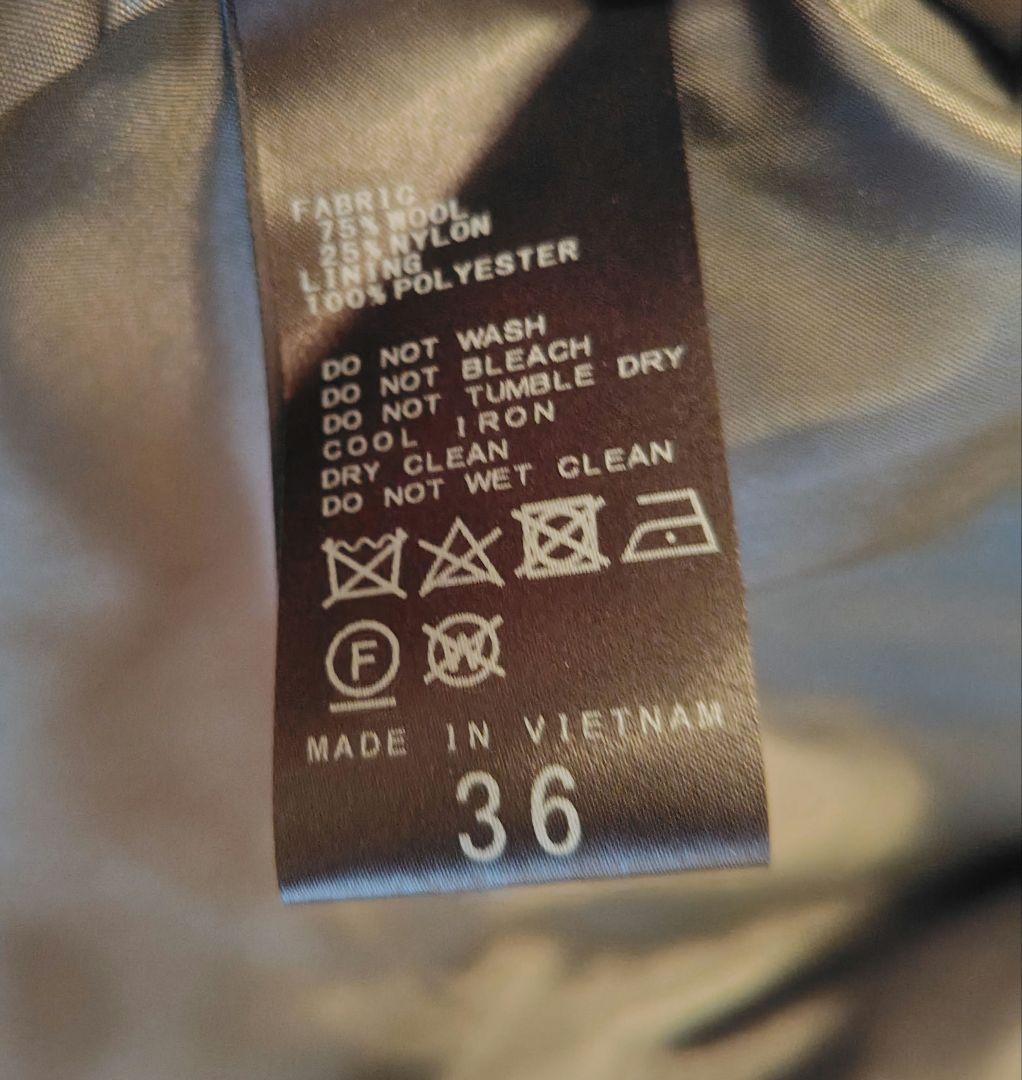 FABRIC
75% WOOL
25% NYLON
LINING
100% POLYESTER
DO NOT WASH
DO NOT BLEACH
DO NOT TUMBLE DRY
COOL IRON
DRY CLEAN
DO NOT WET CLEAN
F W
MADE IN VIETNAM
36